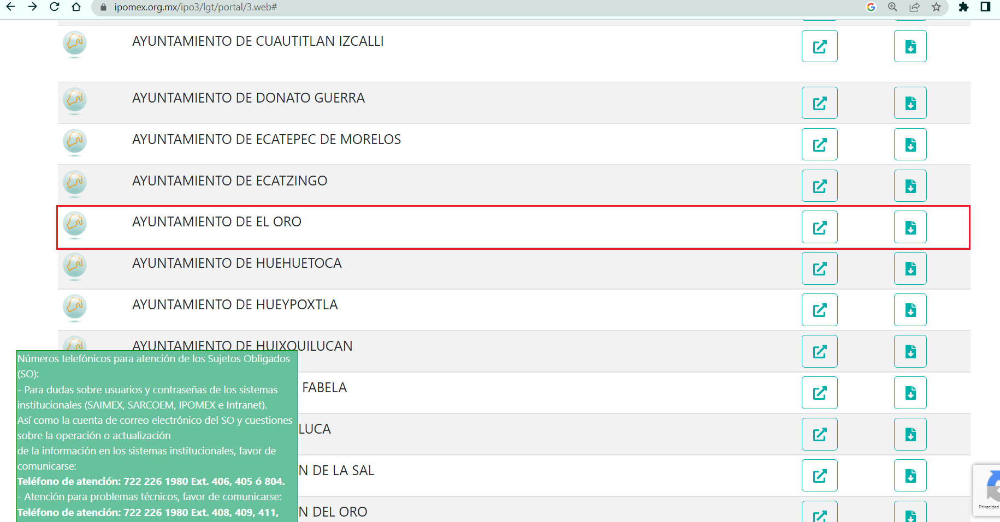 ipomex.org.mx/ipo3/lgt/portal/3.web#
AYUNTAMIENTO DE CUAUTITLAN IZCALLI
AYUNTAMIENTO DE DONATO GUERRA
AYUNTAMIENTO DE ECATEPEC DE MORELOS
AYUNTAMIENTO DE ECATZINGO
AYUNTAMIENTO DE EL ORO
AYUNTAMIENTO DE HUEHUETOCA
AYUNTAMIENTO DE HUEYPOXTLA
AYUNTAMIENTO DE HUIXQUILUCAN
FABELA
LUCA
N DE LA SAL
N DEL ORO
Números telefónicos para atención de los Sujetos Obligados
(SO):
- Para dudas sobre usuarios y contraseñas de los sistemas
institucionales (SAIMEX, SARCOEM, IPOMEX e Intranet).
Así como la cuenta de correo electrónico del SO y cuestiones
sobre la operación o actualización
de la información en los sistemas institucionales, favor de
comunicarse:
Teléfono de atención: 722 226 1980 Ext. 406, 405 ó 804.
- Atención para problemas técnicos, favor de comunicarse:
Teléfono de atención: 722 226 1980 Ext. 408, 409, 411,
Privacidad